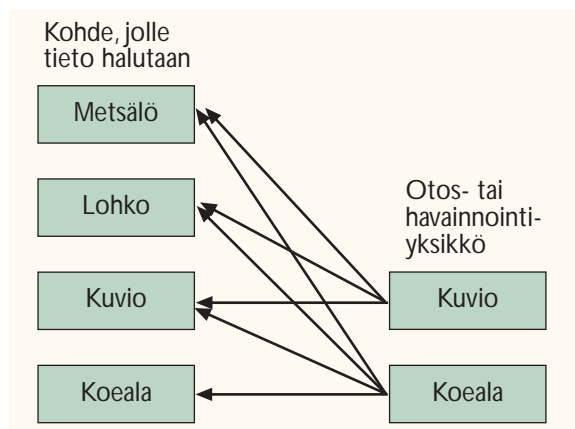 Kohde, jolle
tieto halutaan
Metsälö
Lohko
Kuvio
Koeala
Otos- tai
havainnointi-
yksikkö
Kuvio
Koeala